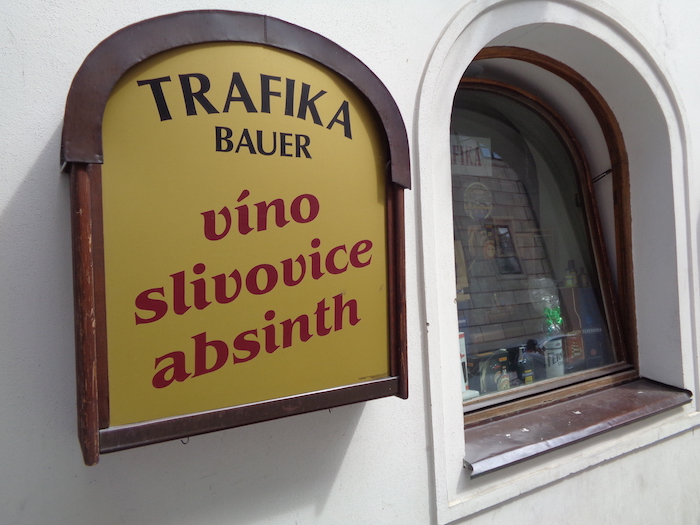 TRAFIKA
BAUER
víno
slivovice
absinth